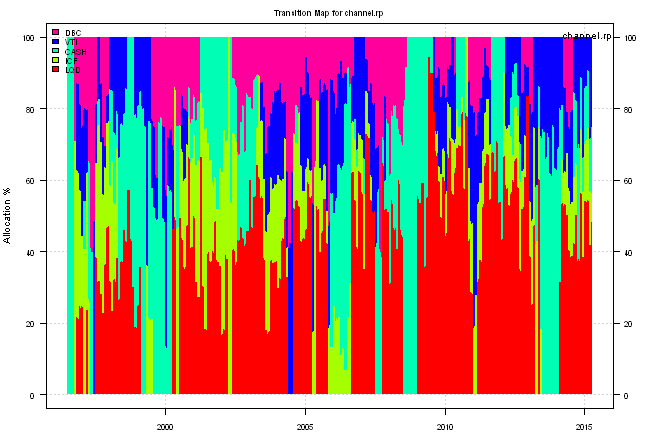 Transition Map for channel.rp
channel.rp
DBC
VTI
CASH
ICF
LQD
Allocation %
100
80
60
40
20
0
100
80
60
40
20
0
2000
2005
2010
2015